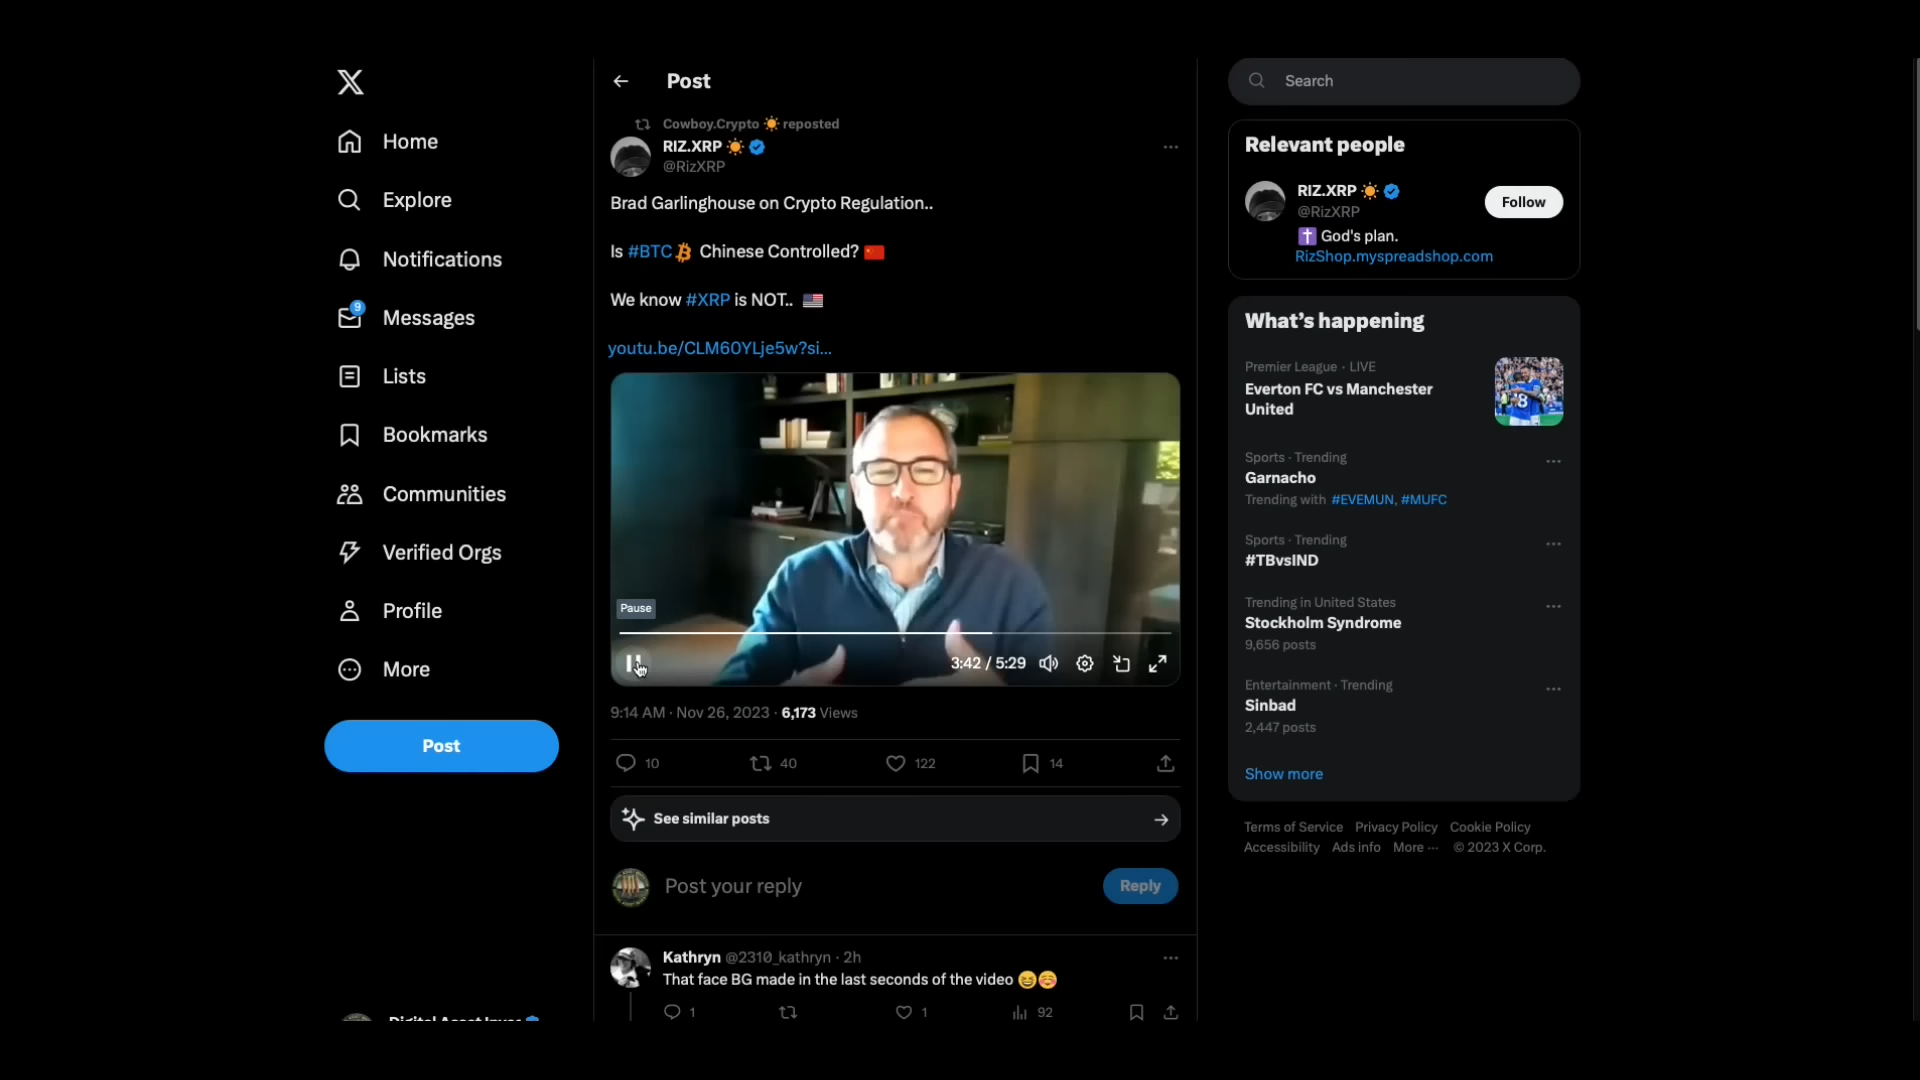 Home
Explore
Notifications
9
Messages
Lists
Bookmarks
Communities
Verified Orgs
Profile
More
Post
Post
Cowboy.Crypto ☀️ reposted
RIZ.XRP ☀️
@RizXRP
Brad Garlinghouse on Crypto Regulation..
Is #BTC Chinese Controlled? 🇨🇳
We know #XRP is NOT.. 🇺🇸
youtu.be/CLM60YLje5w?si...
Pause
3:42 / 5:29
9:14 AM · Nov 26, 2023 · 6,173 Views
10
40
122
14
See similar posts
Post your reply
Reply
Kathryn @2310_kathryn · 2h
That face BG made in the last seconds of the video 😆☺️
1
1
92
Search
Relevant people
RIZ.XRP ☀️
@RizXRP
Follow
✝️ God's plan.
RizShop.myspreadshop.com
What's happening
Premier League · LIVE
Everton FC vs Manchester
United
Sports · Trending
Garnacho
Trending with #EVEMUN, #MUFC
Sports · Trending
#TBvsIND
Trending in United States
Stockholm Syndrome
9,656 posts
Entertainment · Trending
Sinbad
2,447 posts
Show more
Terms of Service Privacy Policy Cookie Policy
Accessibility Ads info More ··· © 2023 X Corp.